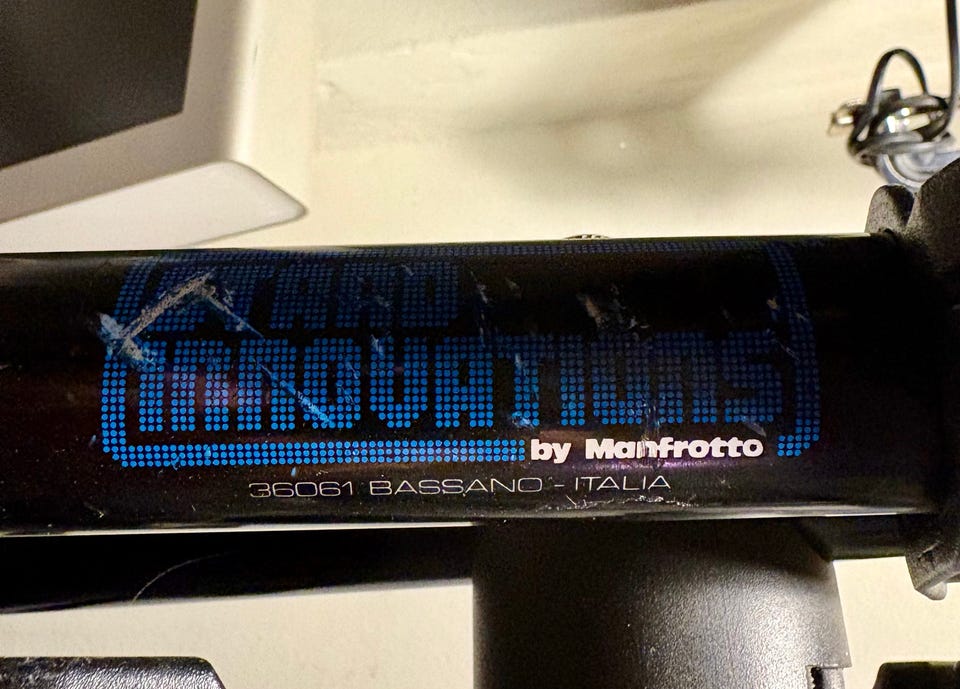 INNOVATIONS
by Manfrotto
36061 BASSANO - ITALIA